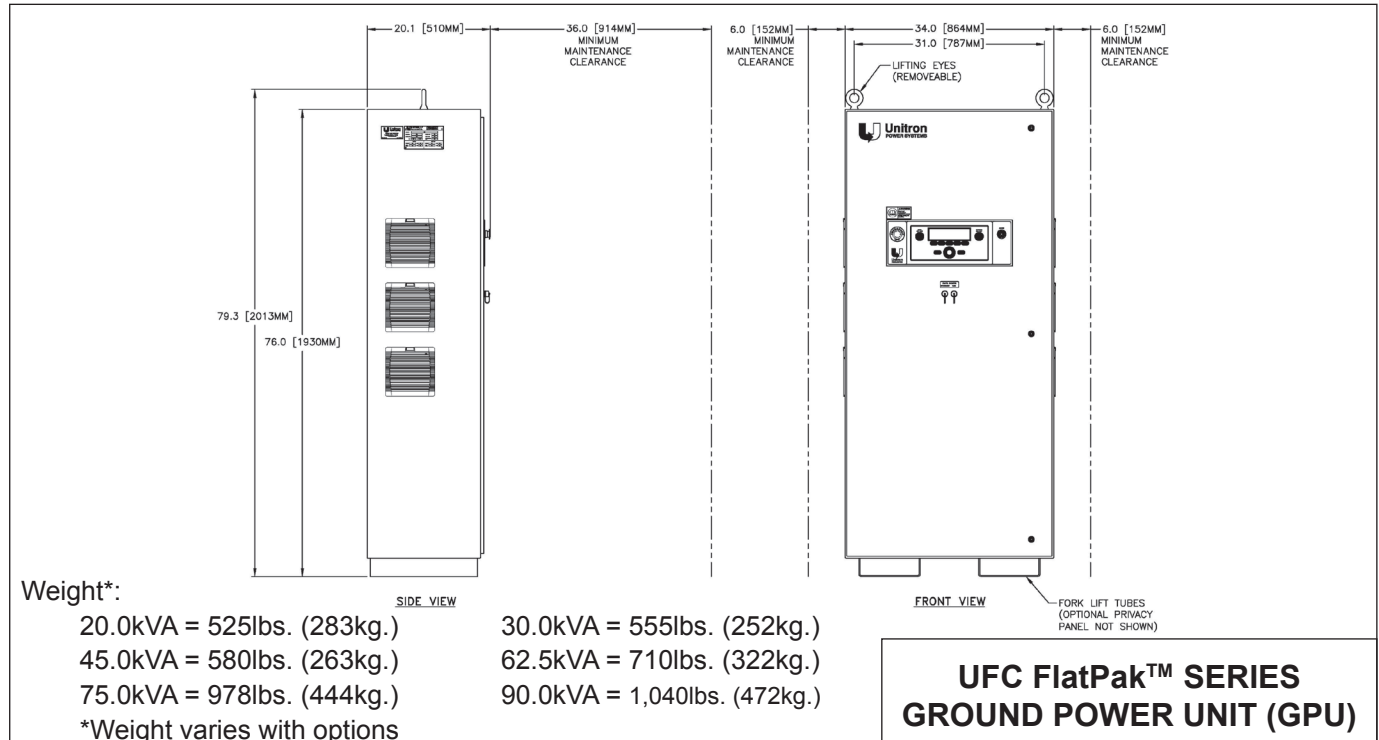 20.1 [510MM]
36.0 [914MM]
MINIMUM
MAINTENANCE
CLEARANCE
6.0 [152MM]
MINIMUM
MAINTENANCE
CLEARANCE
34.0 [864MM]
31.0 [787MM]
6.0 [152MM]
MINIMUM
MAINTENANCE
CLEARANCE
LIFTING EYES
(REMOVEABLE)
Unitron
POWER SYSTEMS
79.3 [2013MM]
76.0 [1930MM]
SIDE VIEW
FRONT VIEW
FORK LIFT TUBES
(OPTIONAL PRIVACY
PANEL NOT SHOWN)
Weight*:
20.0kVA = 525lbs. (283kg.)
30.0kVA = 555lbs. (252kg.)
45.0kVA = 580lbs. (263kg.)
62.5kVA = 710lbs. (322kg.)
75.0kVA = 978lbs. (444kg.)
90.0kVA = 1,040lbs. (472kg.)
*Weight varies with options
UFC FlatPak™ SERIES
GROUND POWER UNIT (GPU)